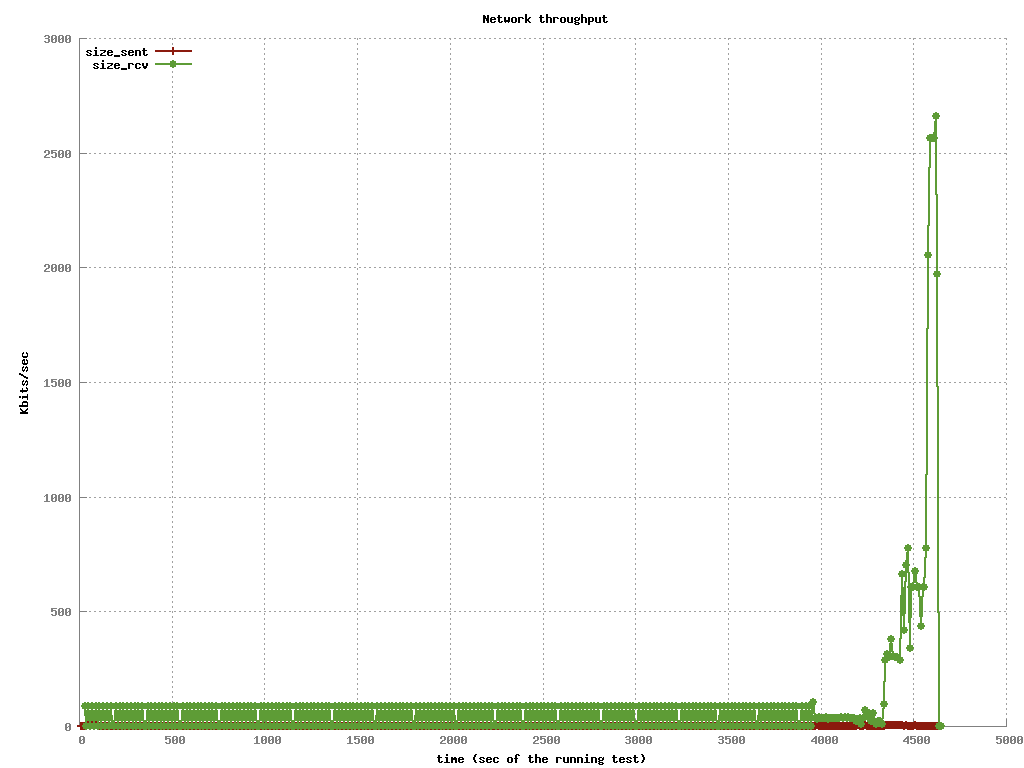 Network throughput
size_sent
size_rcv
3000
2500
2000
1500
1000
500
0
Kbits/sec
0 500 1000 1500 2000 2500 3000 3500 4000 4500 5000
time (sec of the running test)